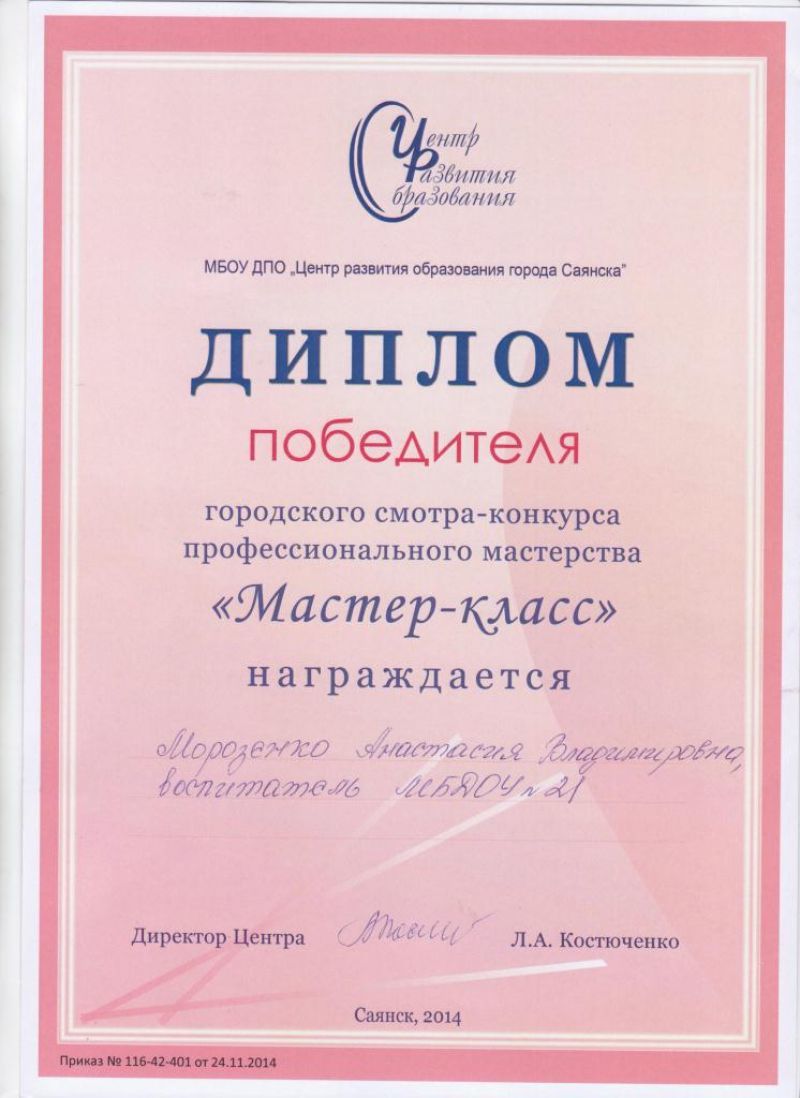 Центр
Развития
Образования
МБОУ ДПО „Центр развития образования города Саянска”
ДИПЛОМ
победителя
городского смотра-конкурса
профессионального мастерства
«Мастер-класс»
награждается
Морозенко Анастасия Владимировна,
воспитатель МБДОУ № 21
Директор Центра
Л.А. Костюченко
Саянск, 2014
Приказ № 116-42-401 от 24.11.2014